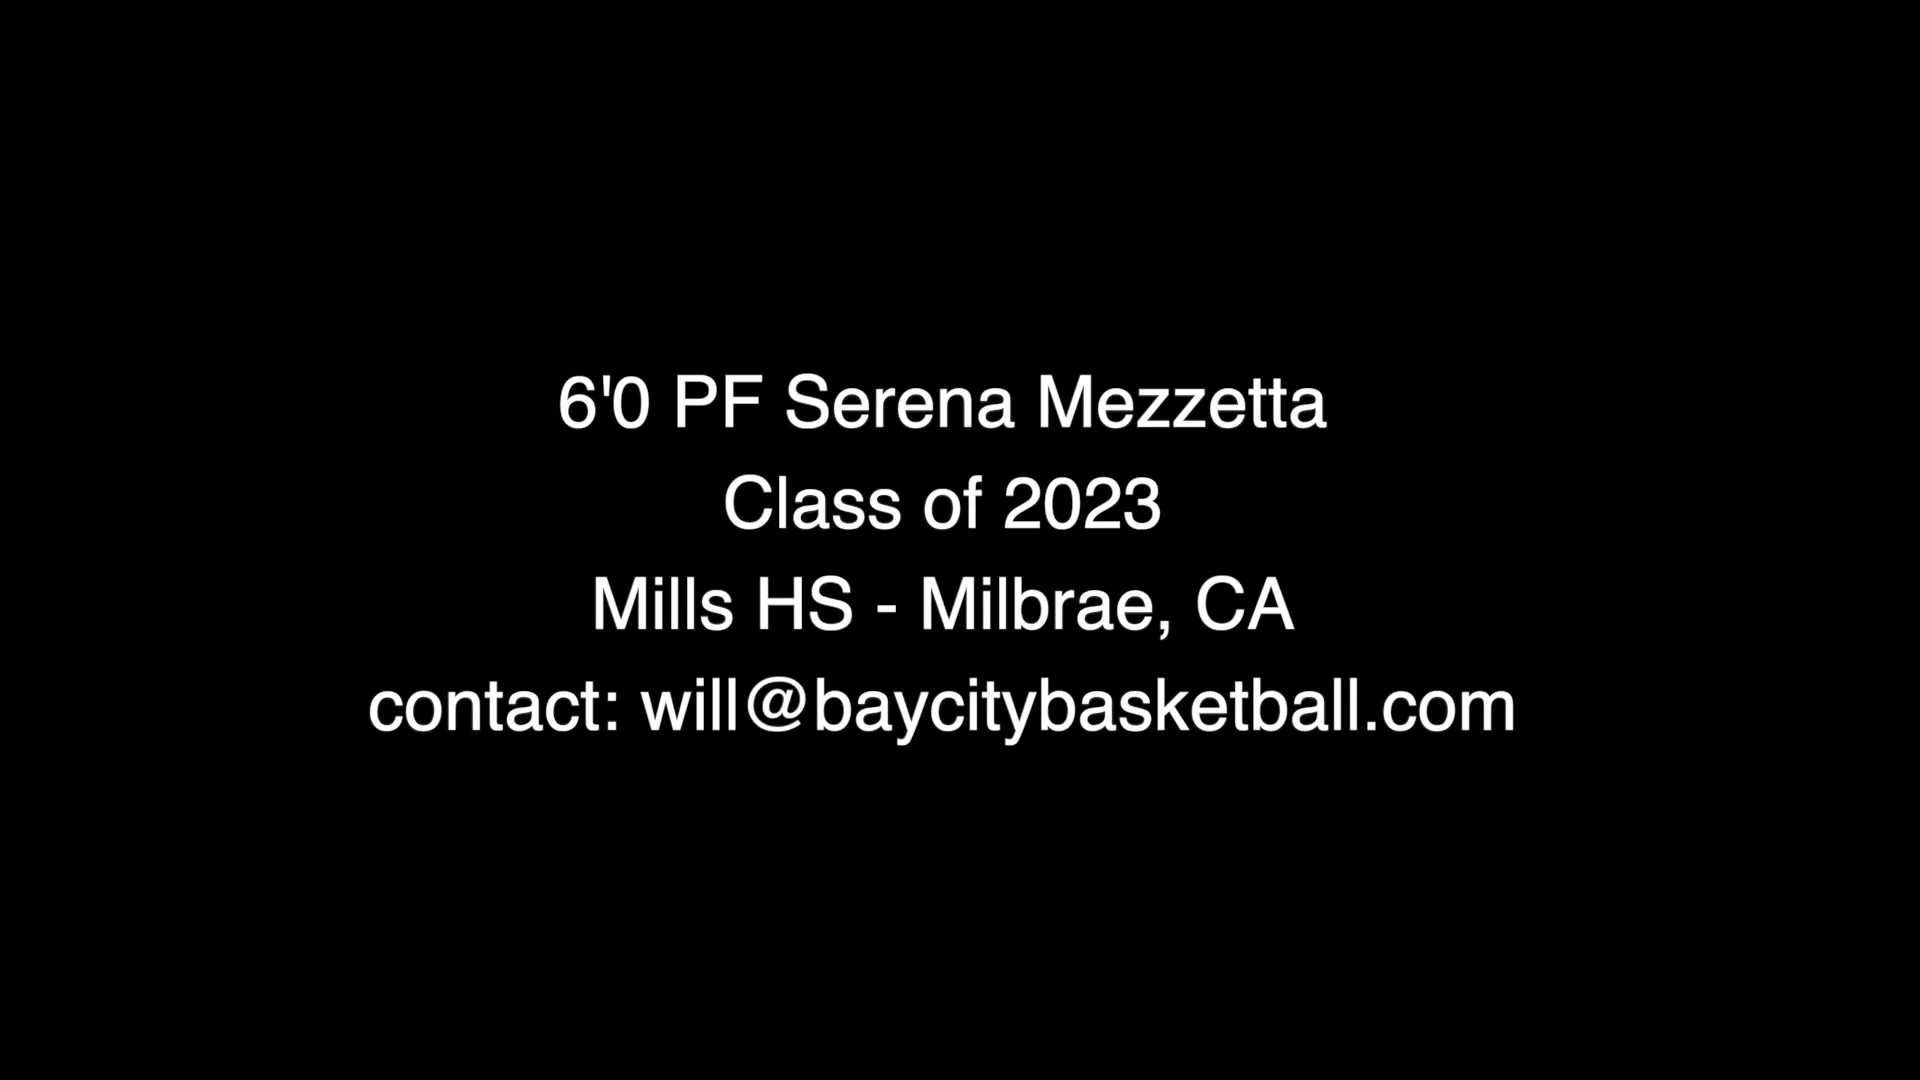 6'0 PF Serena Mezzetta
Class of 2023
Mills HS - Milbrae, CA
contact: will@baycitybasketball.com